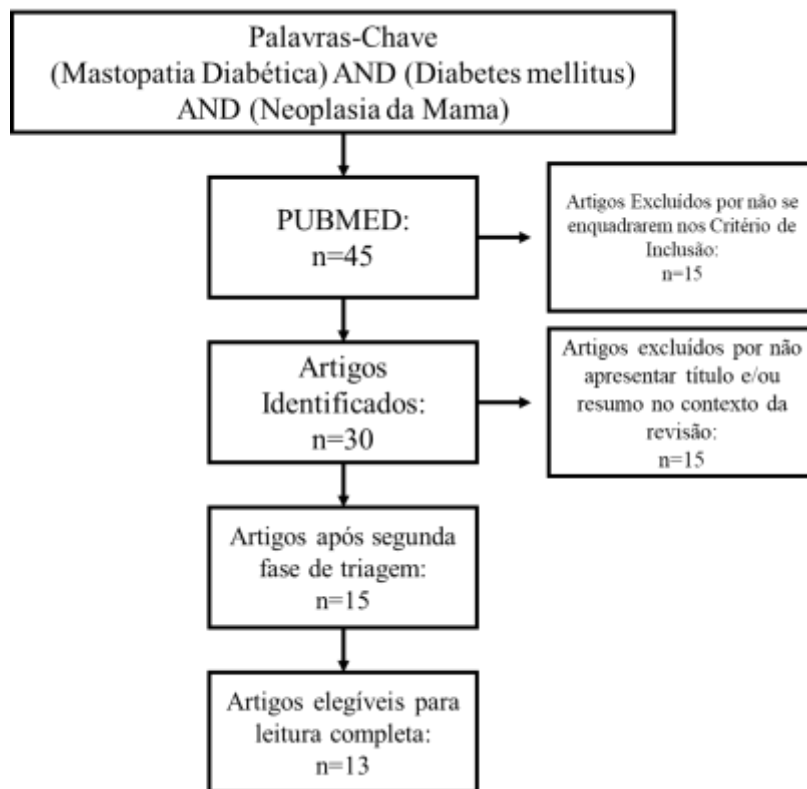 Palavras-Chave
(Mastopatia Diabética) AND (Diabetes mellitus)
AND (Neoplasia da Mama)
PUBMED:
n=45
Artigos Excluídos por não se
enquadrarem nos Critério de
Inclusão:
n=15
Artigos
Identificados:
n=30
Artigos excluídos por não
apresentar título e/ou
resumo no contexto da
revisão:
n=15
Artigos após segunda
fase de triagem:
n=15
Artigos elegíveis para
leitura completa:
n=13